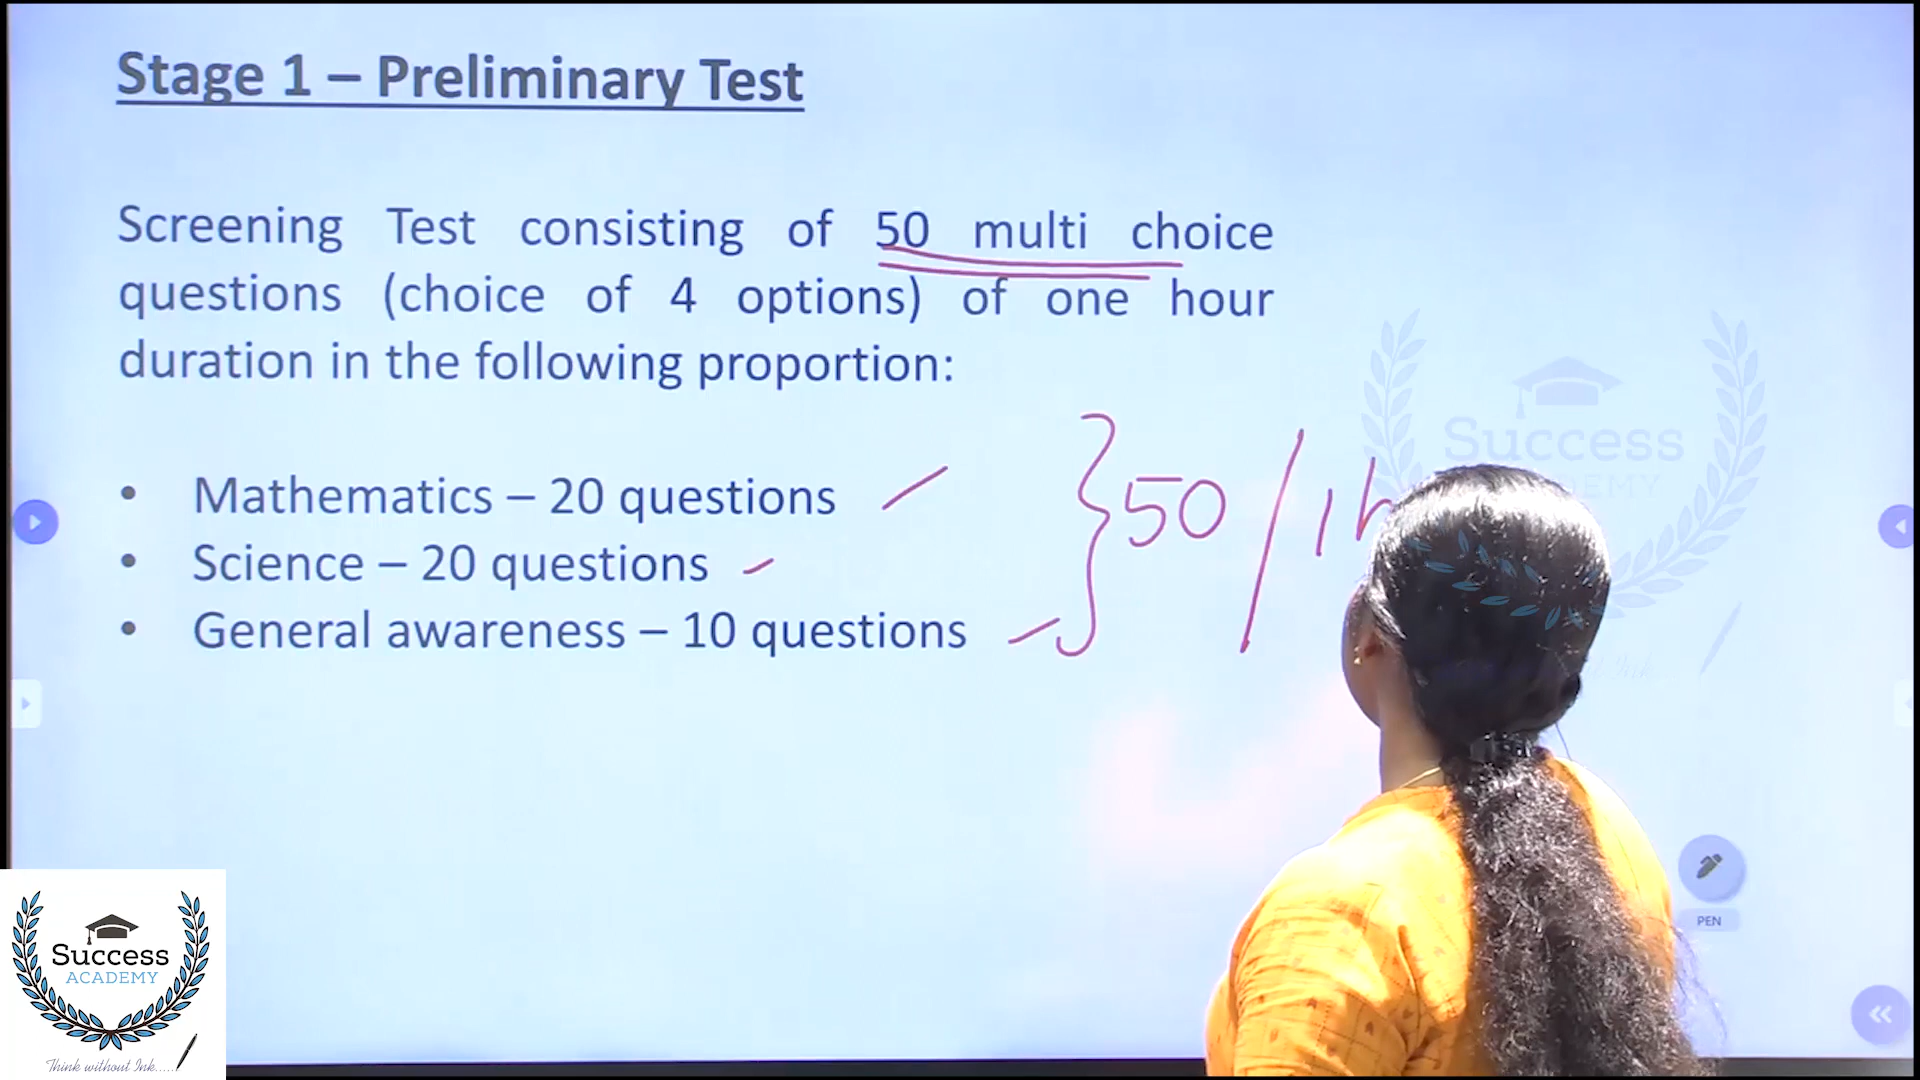 Stage 1 – Preliminary Test
Screening Test consisting of 50 multi choice
questions (choice of 4 options) of one hour
duration in the following proportion:
• Mathematics – 20 questions
• Science – 20 questions
• General awareness – 10 questions
50 / 1 h
Success
PEN
Success
ACADEMY
Think without Ink.....